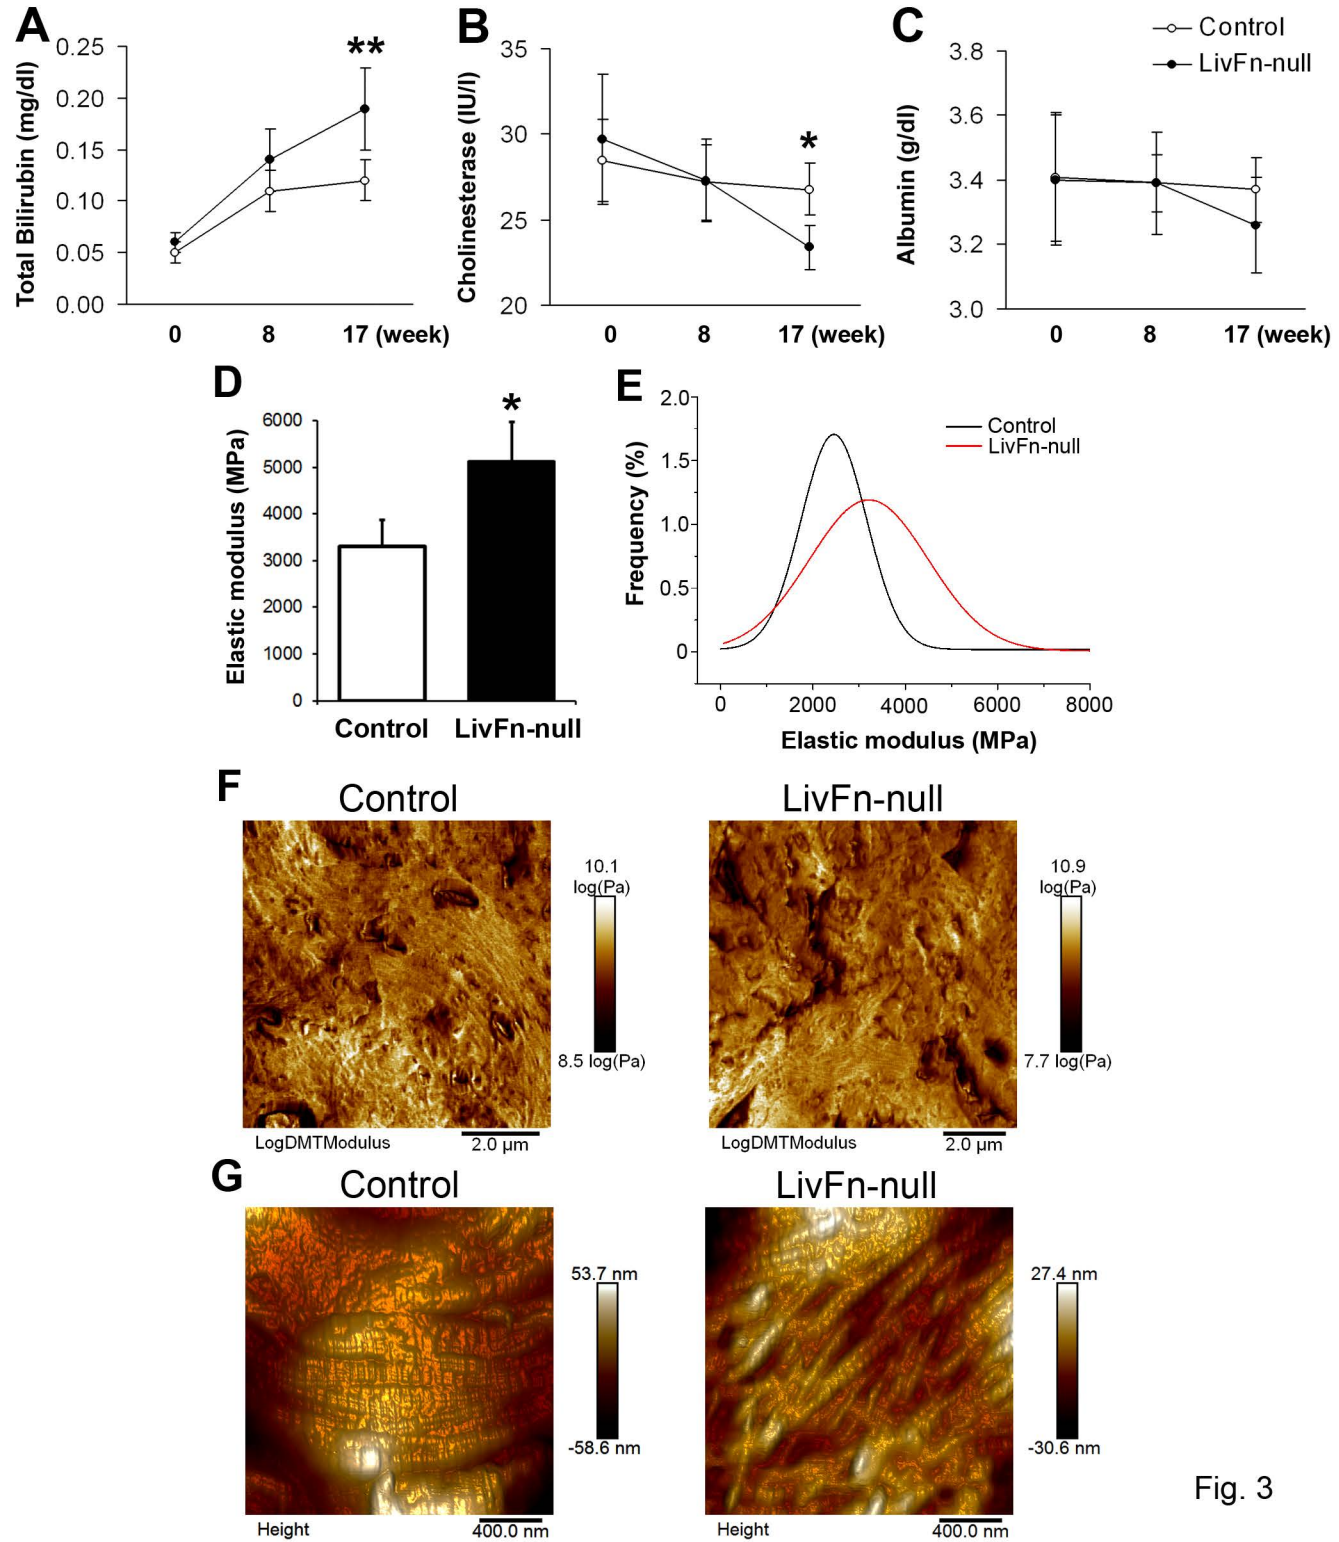 A
Total Bilirubin (mg/dl)
0.25
0.20
0.15
0.10
0.05
0.00
**
0 8 17 (week)
B
Cholinesterase (IU/l)
35
30
25
20
*
0 8 17 (week)
C
Albumin (g/dl)
3.8
3.6
3.4
3.2
3.0
Control
LivFn-null
0 8 17 (week)
D
Elastic modulus (MPa)
6000
5000
4000
3000
2000
1000
0
*
Control LivFn-null
E
Frequency (%)
2.0
1.5
1.0
0.5
0
Control
LivFn-null
0 2000 4000 6000 8000
Elastic modulus (MPa)
F
Control
10.1
log(Pa)
8.5 log(Pa)
LogDMTModulus
2.0 µm
LivFn-null
10.9
log(Pa)
7.7 log(Pa)
LogDMTModulus
2.0 µm
G
Control
53.7 nm
-58.6 nm
Height
400.0 nm
LivFn-null
27.4 nm
-30.6 nm
Height
400.0 nm
Fig. 3